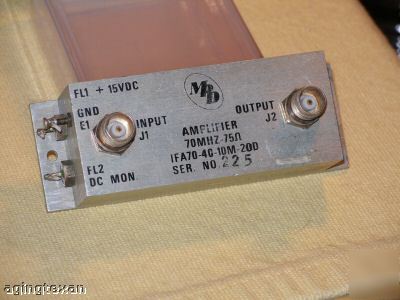 FL1 + 15VDC
MPD
GND
E1
INPUT
J1
OUTPUT
J2
AMPLIFIER
70MHZ-75Ω
IFA70-40-10M-20D
SER. NO. 225
FL2
DC MON.
agingtexan